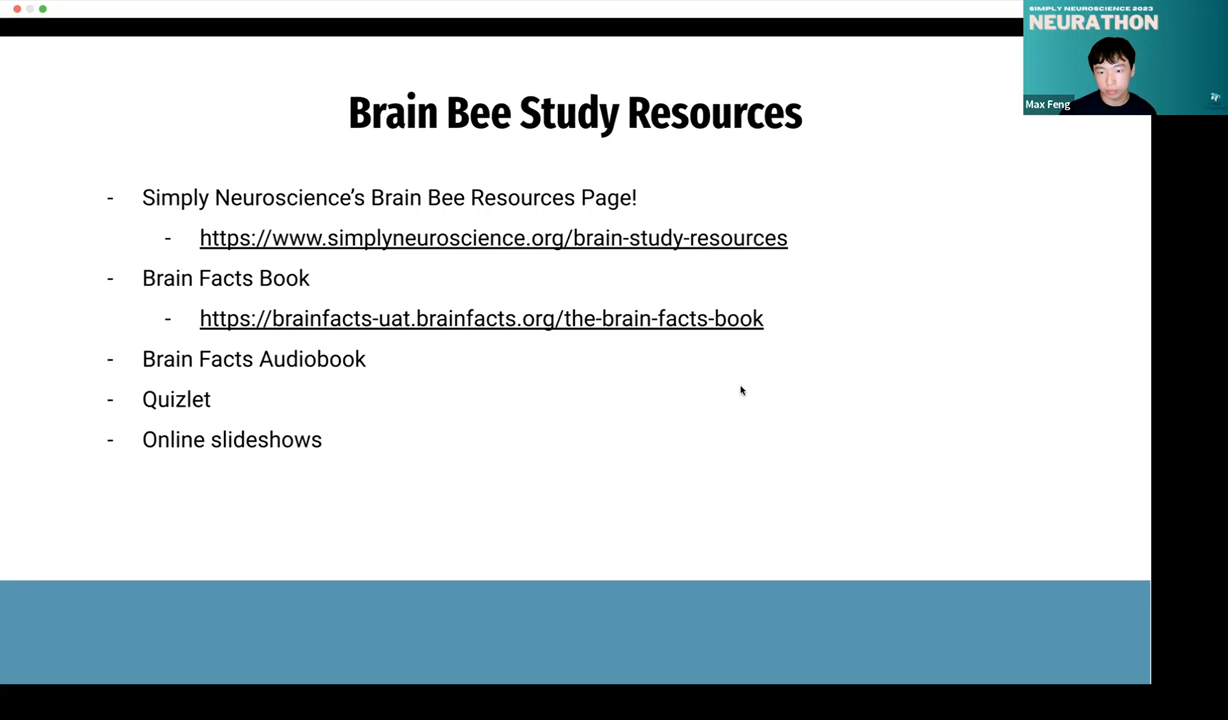 SIMPLY NEUROSCIENCE 2023
NEURATHON
Max Feng
Brain Bee Study Resources
- Simply Neuroscience’s Brain Bee Resources Page!
- https://www.simplyneuroscience.org/brain-study-resources
- Brain Facts Book
- https://brainfacts-uat.brainfacts.org/the-brain-facts-book
- Brain Facts Audiobook
- Quizlet
- Online slideshows